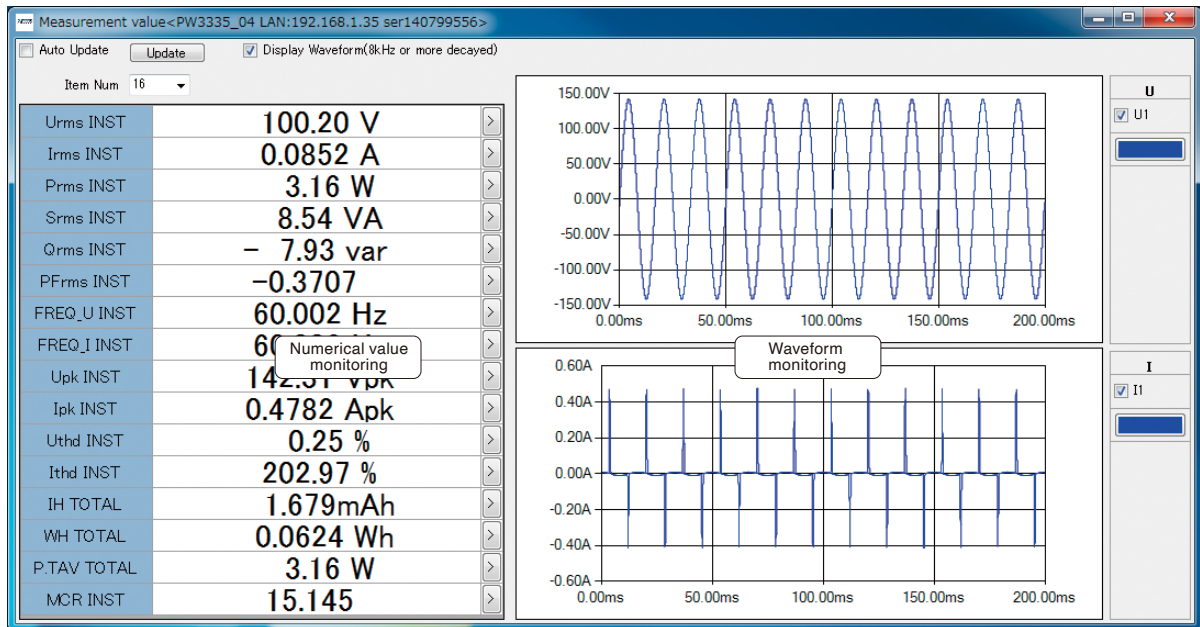 Measurement value<PW3335_04 LAN:192.168.1.35 ser140799556>
Auto Update Update Display Waveform(8kHz or more decayed)
Item Num 16
Urms INST 100.20 V >
Irms INST 0.0852 A >
Prms INST 3.16 W >
Srms INST 8.54 VA >
Qrms INST - 7.93 var >
PFrms INST -0.3707 >
FREQ_U INST 60.002 Hz >
FREQ_I INST >
Upk INST >
Ipk INST 0.4782 Apk >
Uthd INST 0.25 % >
Ithd INST 202.97 % >
IH TOTAL 1.679mAh >
WH TOTAL 0.0624 Wh >
P.TAV TOTAL 3.16 W >
MCR INST 15.145 >
Numerical value
monitoring
150.00V
100.00V
50.00V
0.00V
-50.00V
-100.00V
-150.00V
0.00ms 50.00ms 100.00ms 150.00ms 200.00ms
U
U1
Waveform
monitoring
0.60A
0.40A
0.20A
0.00A
-0.20A
-0.40A
-0.60A
0.00ms 50.00ms 100.00ms 150.00ms 200.00ms
I
I1